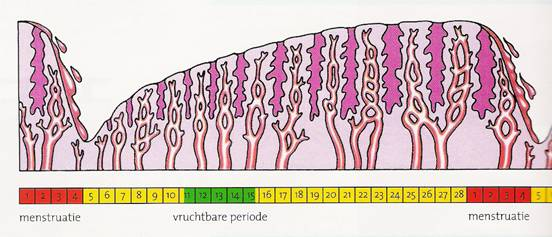 1 2 3 4 5 6 7 8 9 10 11 12 13 14 15 16 17 18 19 20 21 22 23 24 25 26 27 28 1 2 3 4 5
menstruatie vruchtbare periode menstruatie